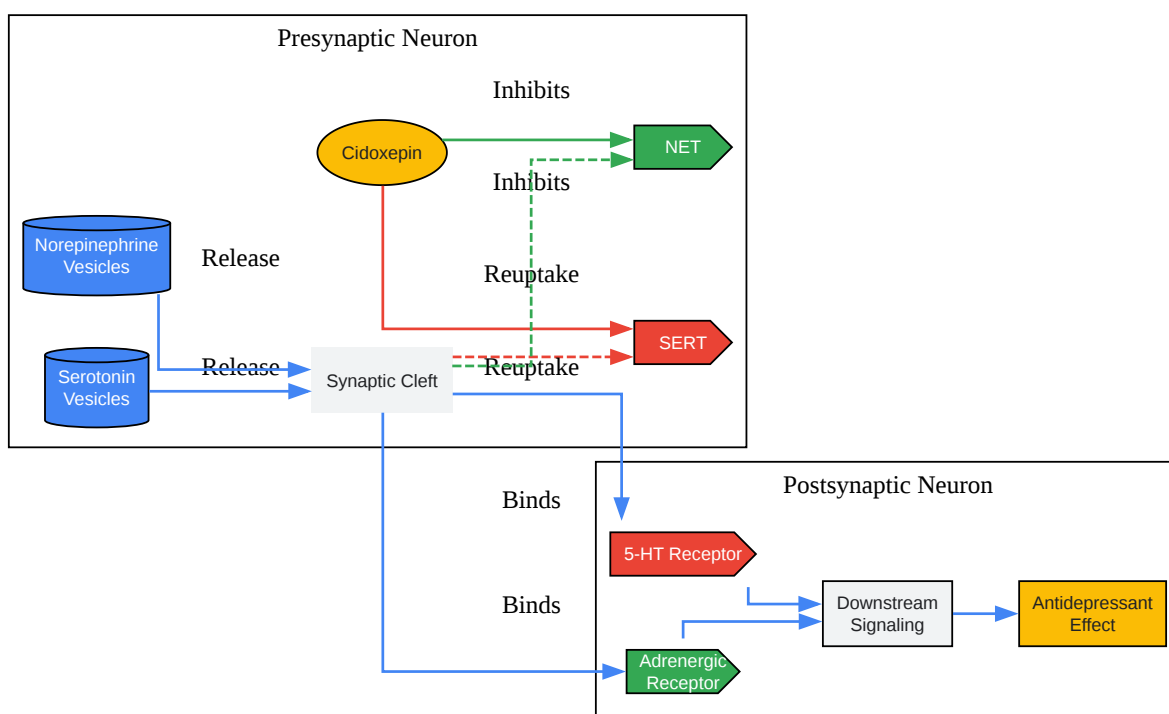 Presynaptic Neuron
Inhibits
Cidoxepin
NET
Inhibits
Norepinephrine
Vesicles
Release
Reuptake
SERT
Serotonin
Vesicles
Release
Synaptic Cleft
Reuptake
Postsynaptic Neuron
Binds
5-HT Receptor
Binds
Downstream
Signaling
Antidepressant
Effect
Adrenergic
Receptor